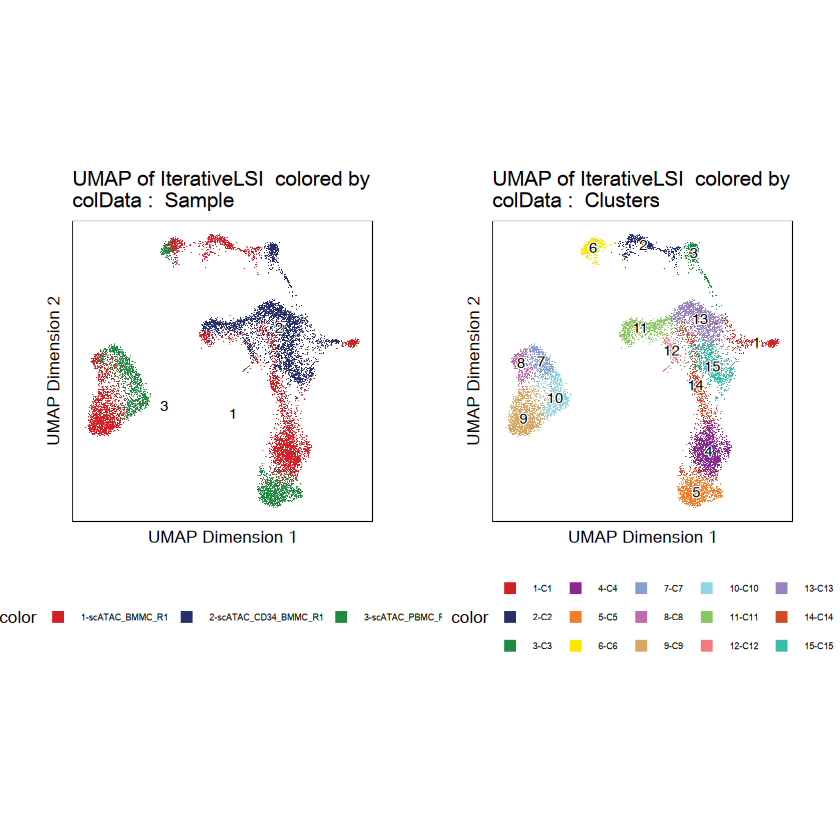 UMAP of IterativeLSI  colored by
colData :  Sample
UMAP Dimension 2
2
3
1
UMAP Dimension 1
color
1-scATAC_BMMC_R1
2-scATAC_CD34_BMMC_R1
3-scATAC_PBMC_F
UMAP of IterativeLSI  colored by
colData :  Clusters
UMAP Dimension 2
6
2
3
11
13
1
12
8
7
15
14
10
9
4
5
UMAP Dimension 1
color
1-C1
4-C4
7-C7
10-C10
13-C13
2-C2
5-C5
8-C8
11-C11
14-C14
3-C3
6-C6
9-C9
12-C12
15-C15